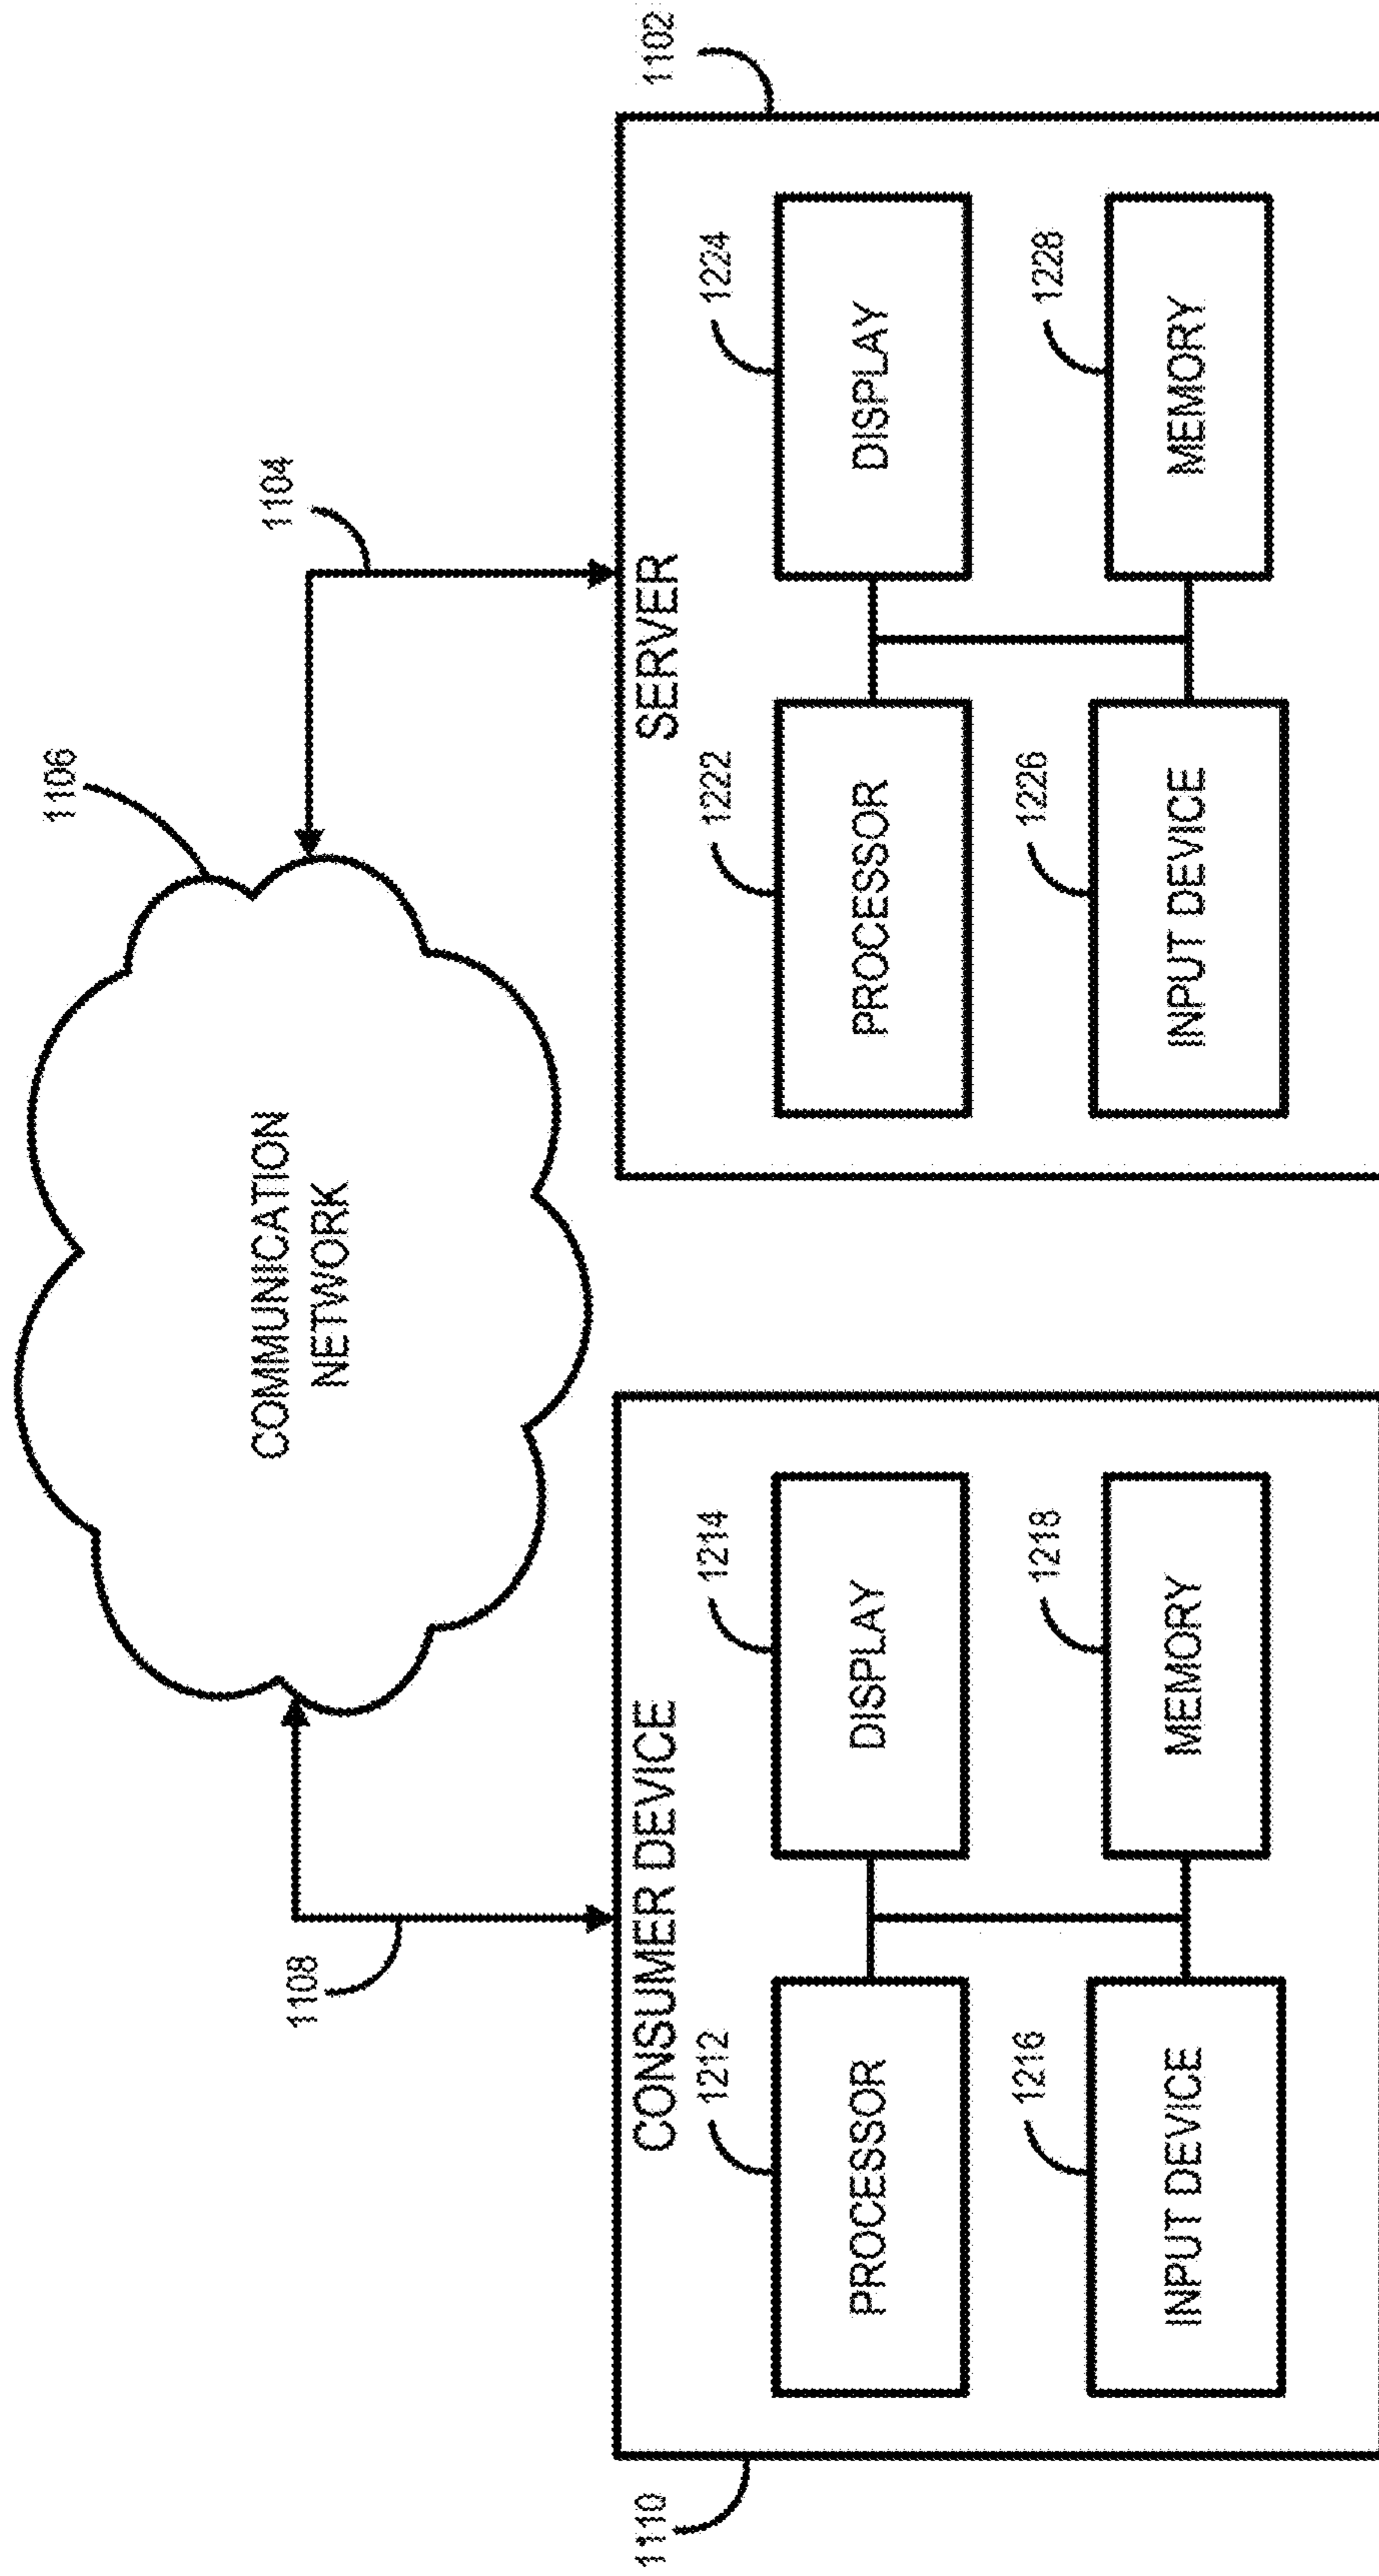 1106
COMMUNICATION
NETWORK
1108
1104
1110
CONSUMER DEVICE
1212
PROCESSOR
1214
DISPLAY
1216
INPUT DEVICE
1218
MEMORY
1102
SERVER
1222
PROCESSOR
1224
DISPLAY
1226
INPUT DEVICE
1228
MEMORY